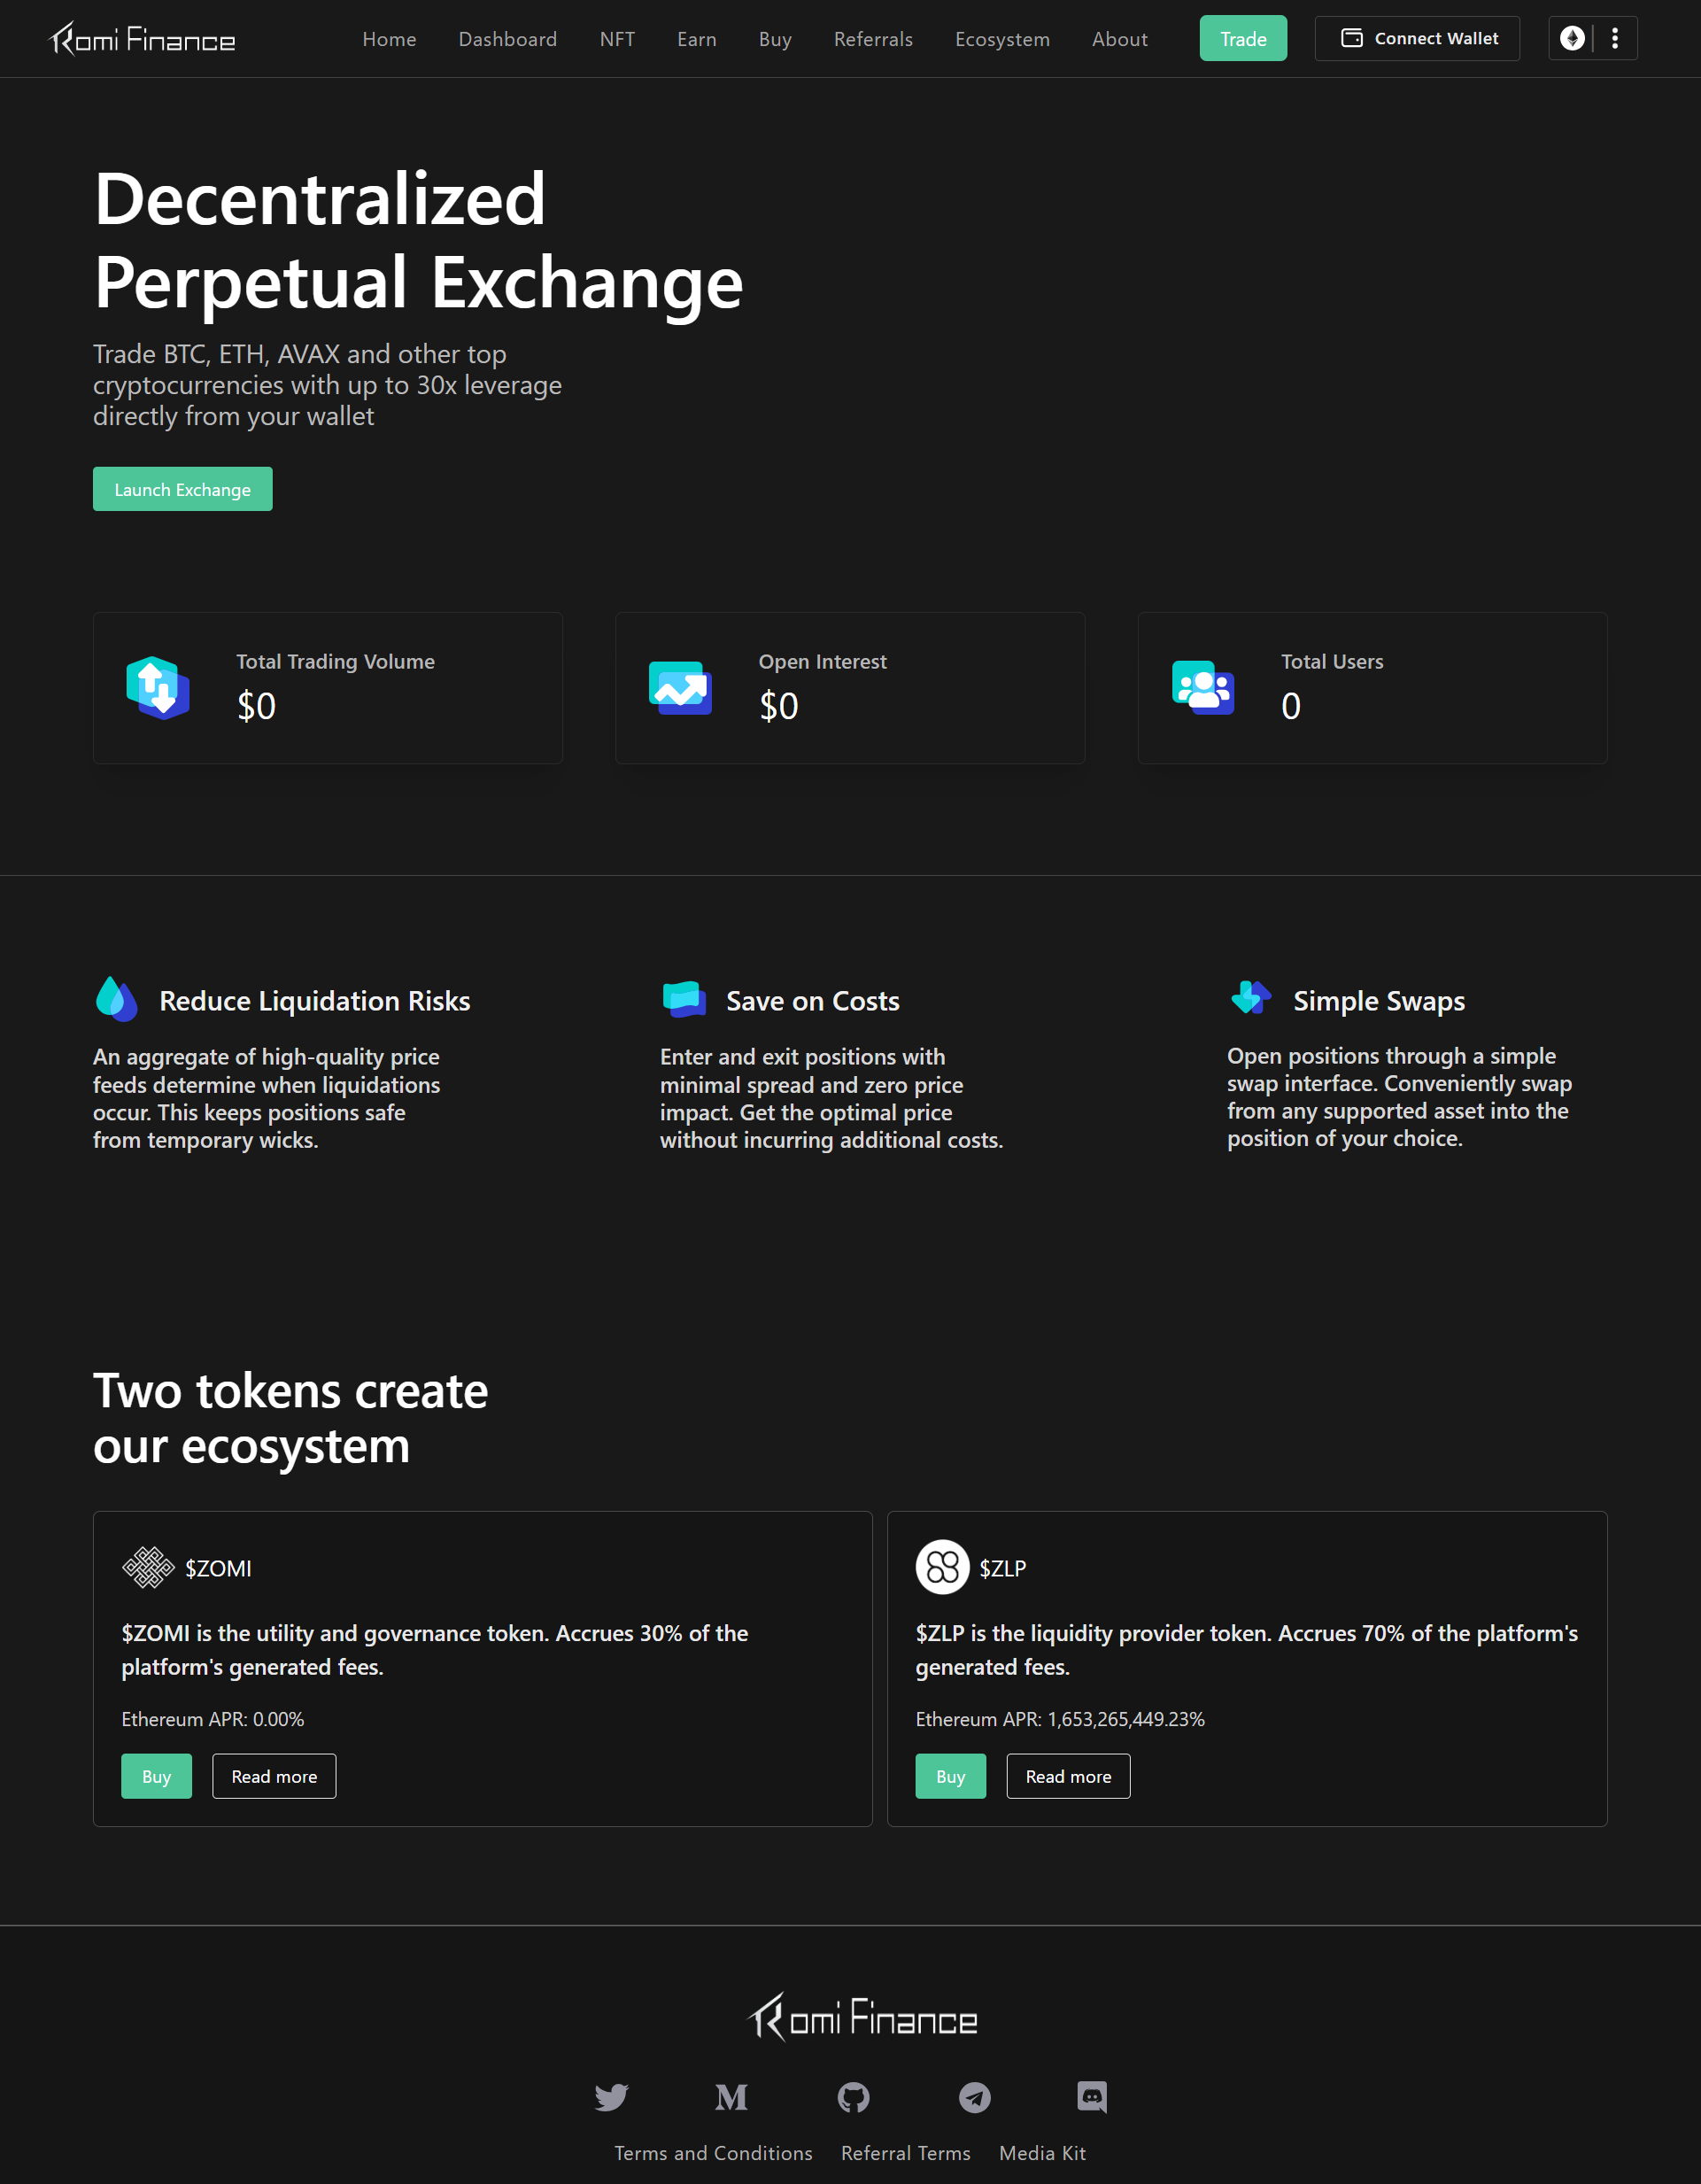 Romi Finance
Home Dashboard NFT Earn Buy Referrals Ecosystem About Trade Connect Wallet
Decentralized
Perpetual Exchange
Trade BTC, ETH, AVAX and other top
cryptocurrencies with up to 30x leverage
directly from your wallet
Launch Exchange
Total Trading Volume
$0
Open Interest
$0
Total Users
0
Reduce Liquidation Risks
An aggregate of high-quality price
feeds determine when liquidations
occur. This keeps positions safe
from temporary wicks.
Save on Costs
Enter and exit positions with
minimal spread and zero price
impact. Get the optimal price
without incurring additional costs.
Simple Swaps
Open positions through a simple
swap interface. Conveniently swap
from any supported asset into the
position of your choice.
Two tokens create
our ecosystem
$ZOMI
$ZOMI is the utility and governance token. Accrues 30% of the
platform's generated fees.
Ethereum APR: 0.00%
Buy Read more
$ZLP
$ZLP is the liquidity provider token. Accrues 70% of the platform's
generated fees.
Ethereum APR: 1,653,265,449.23%
Buy Read more
Romi Finance
Terms and Conditions Referral Terms Media Kit